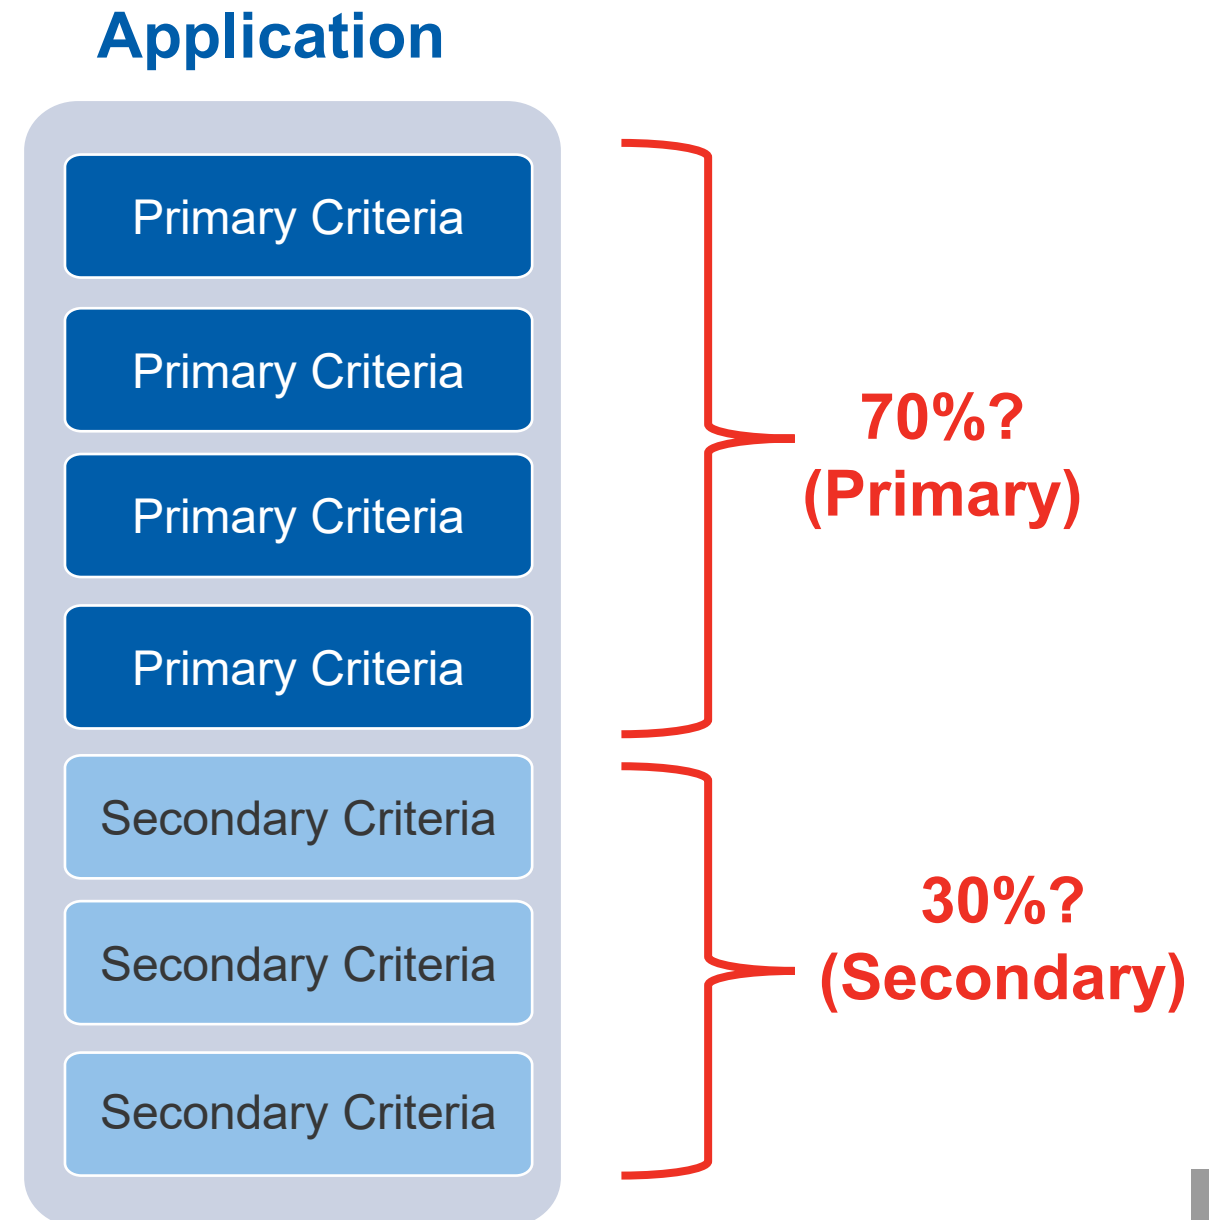 Application
Primary Criteria
Primary Criteria
Primary Criteria
Primary Criteria
Secondary Criteria
Secondary Criteria
Secondary Criteria
70%?
(Primary)
30%?
(Secondary)